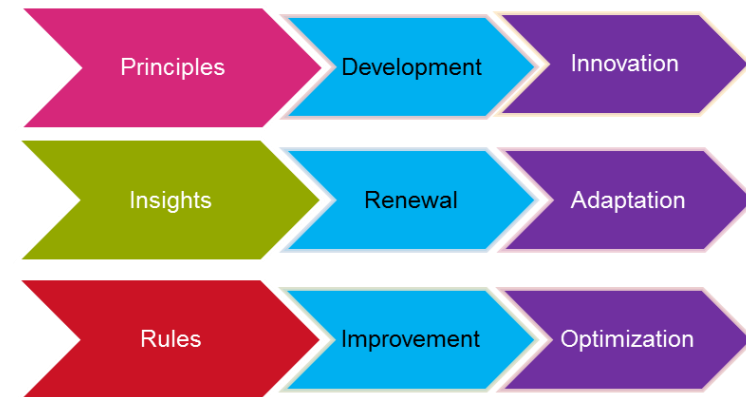 Principles
Development
Innovation
Insights
Renewal
Adaptation
Rules
Improvement
Optimization